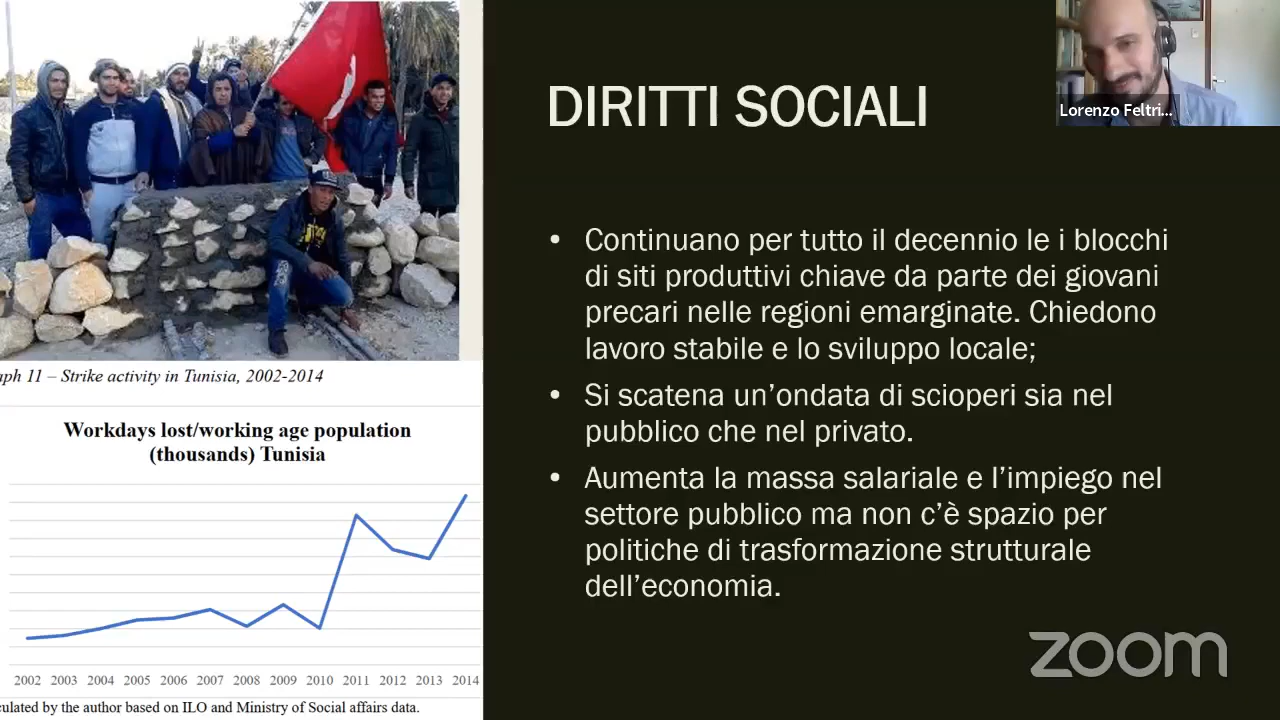 DIRITTI SOCIALI
Lorenzo Feltri...
• Continuano per tutto il decennio le i blocchi
di siti produttivi chiave da parte dei giovani
precari nelle regioni emarginate. Chiedono
lavoro stabile e lo sviluppo locale;
• Si scatena un’ondata di scioperi sia nel
pubblico che nel privato.
• Aumenta la massa salariale e l’impiego nel
settore pubblico ma non c’è spazio per
politiche di trasformazione strutturale
dell’economia.
aph 11 – Strike activity in Tunisia, 2002-2014
Workdays lost/working age population
(thousands) Tunisia
2002 2003 2004 2005 2006 2007 2008 2009 2010 2011 2012 2013 2014
culated by the author based on ILO and Ministry of Social affairs data.
zoom